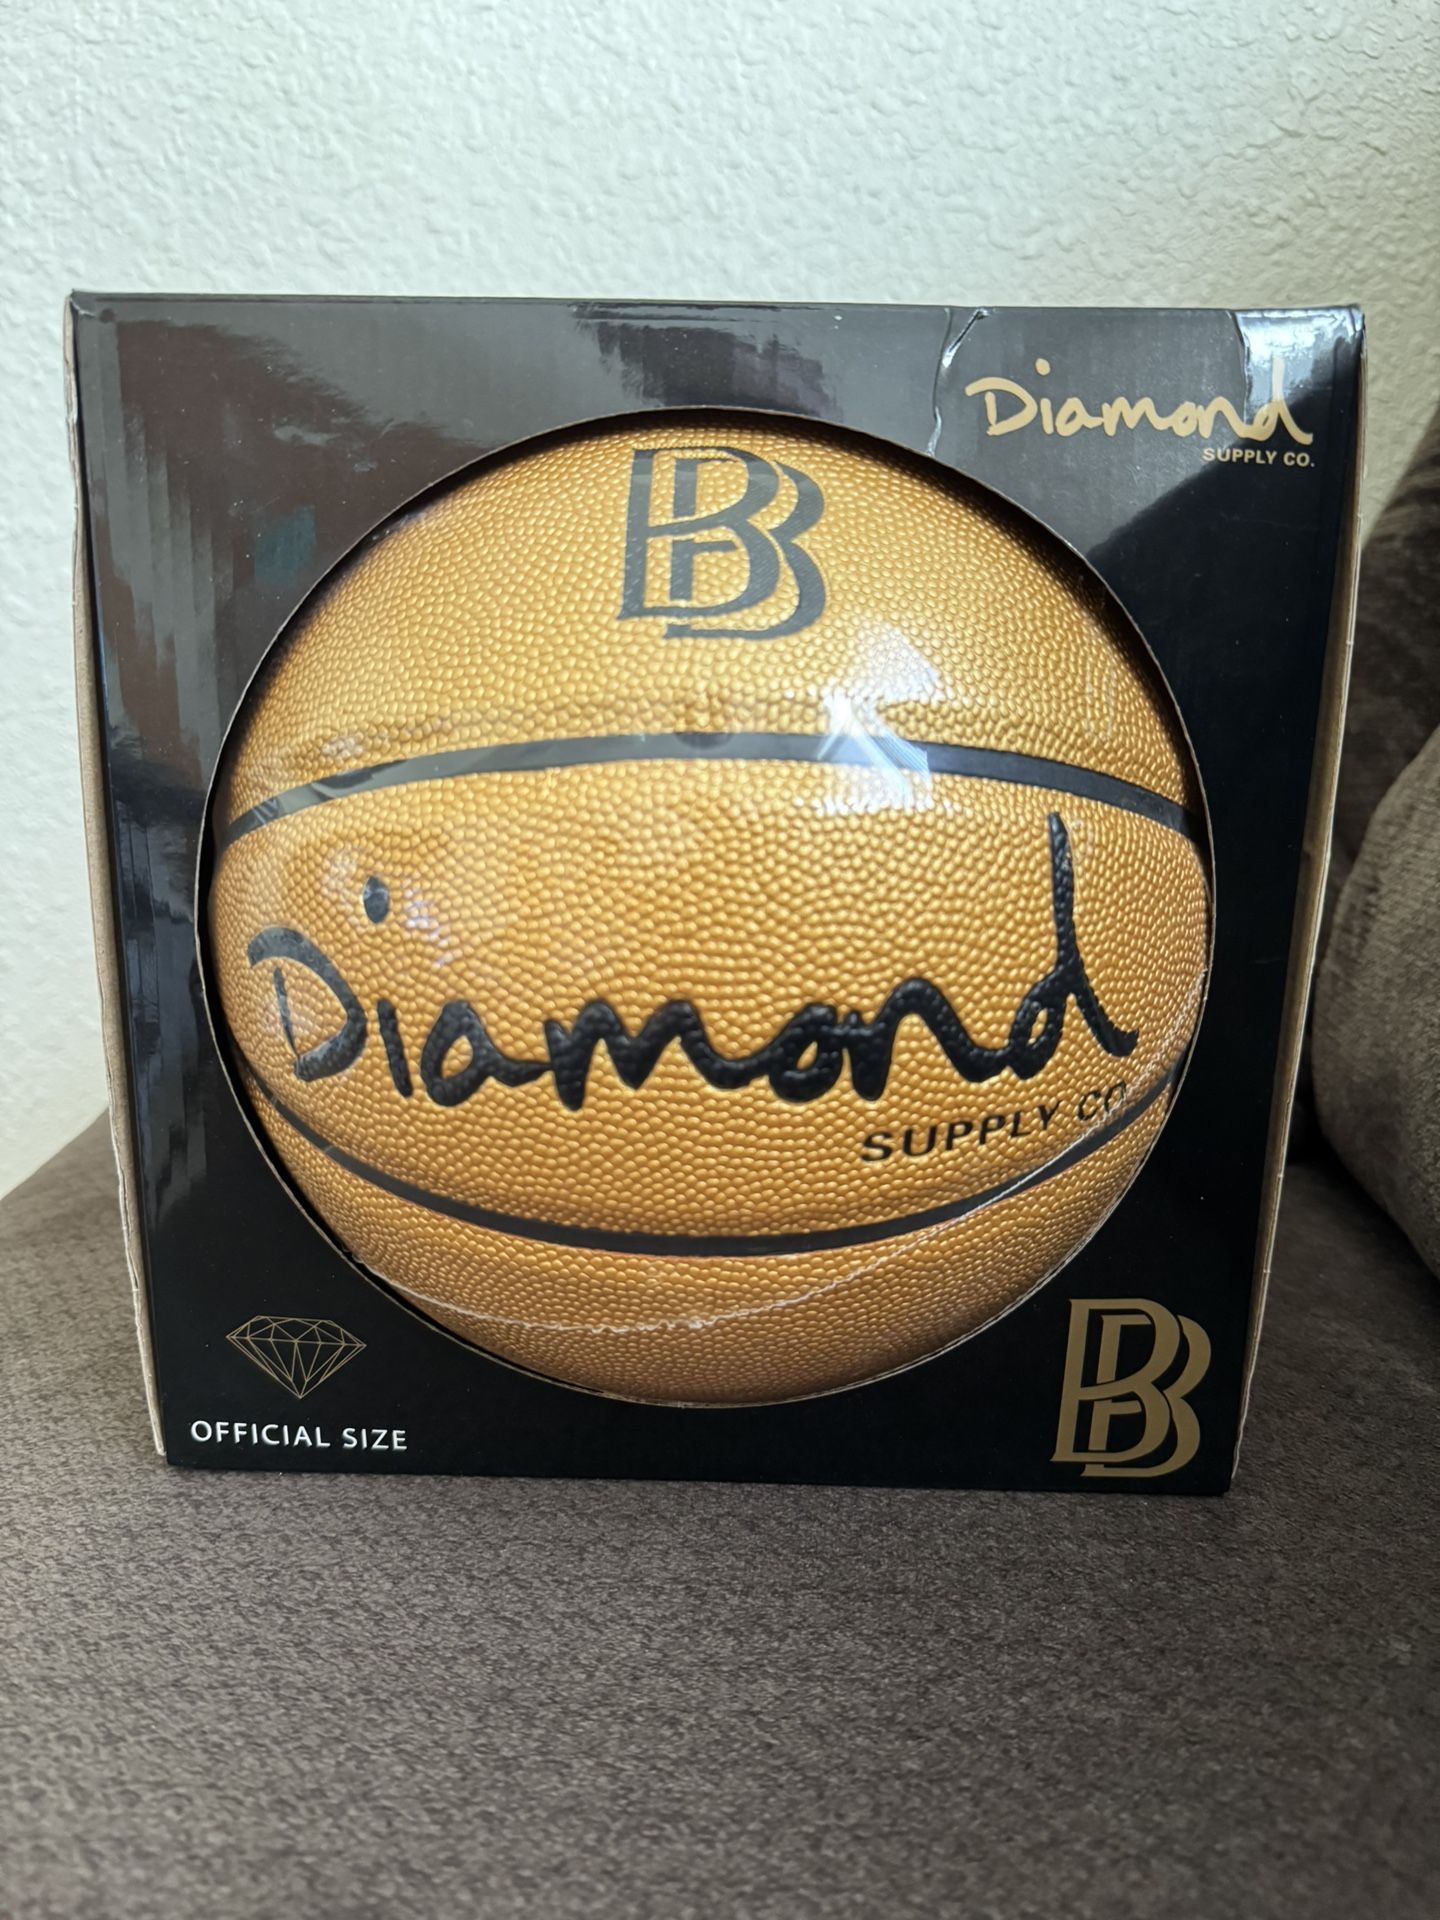 Diamond
SUPPLY CO.
BB
Diamond
SUPPLY CO.
OFFICIAL SIZE
BB